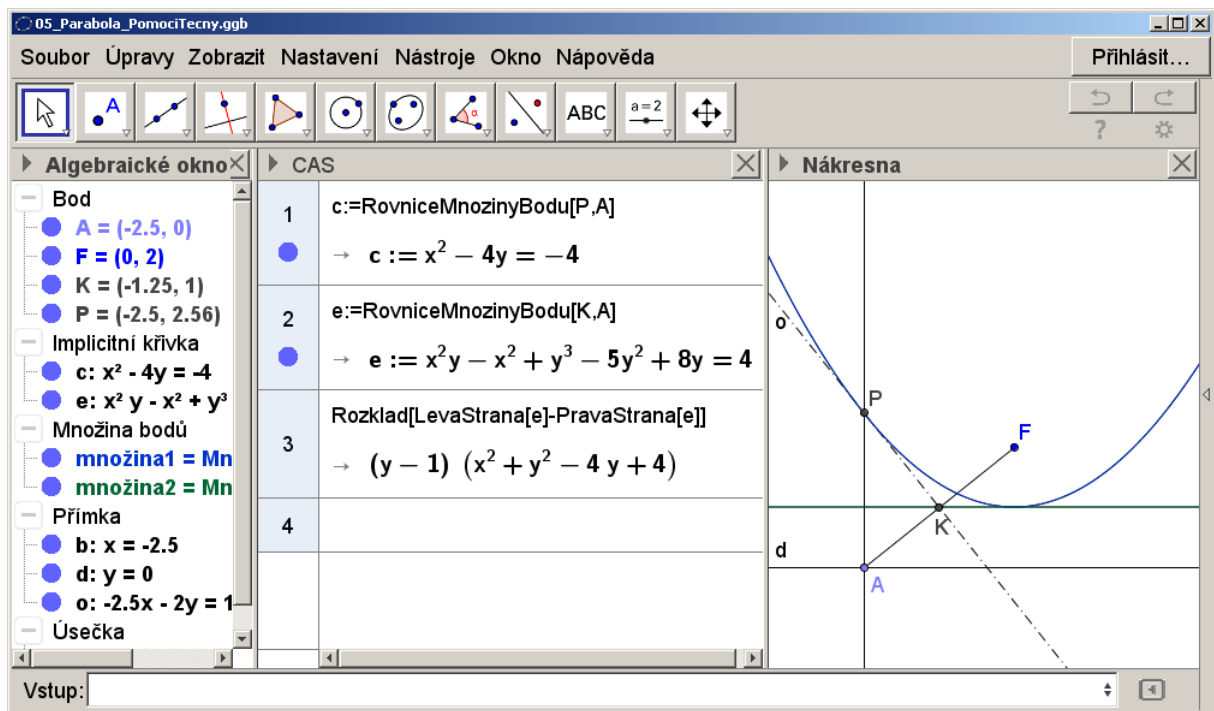 05_Parabola_PomociTecny.ggb
Soubor Úpravy Zobrazit Nastavení Nástroje Okno Nápověda Přihlásit...
A α ABC a=2
Algebraické okno
Bod
A = (-2.5, 0)
F = (0, 2)
K = (-1.25, 1)
P = (-2.5, 2.56)
Implicitní křivka
c: x² - 4y = -4
e: x² y - x² + y³
Množina bodů
množina1 = Mn
množina2 = Mn
Přímka
b: x = -2.5
d: y = 0
o: -2.5x - 2y = 1
Úsečka
CAS
1
c:=RovniceMnozinyBodu[P,A]
→ c := x² − 4y = −4
2
e:=RovniceMnozinyBodu[K,A]
→ e := x²y − x² + y³ − 5y² + 8y = 4
3
Rozklad[LevaStrana[e]-PravaStrana[e]]
→ (y − 1) (x² + y² − 4 y + 4)
4
Nákresna
o
P
F
K
d
A
Vstup: